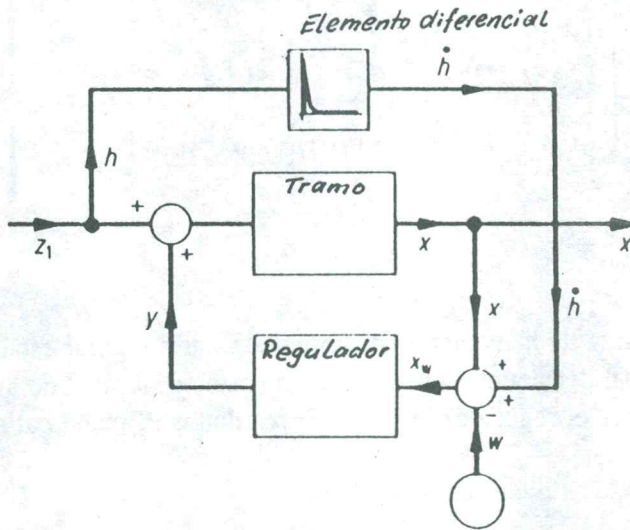 Elemento diferencial
ḣ
h
Tramo
+
z₁
+
x
x
y
x
ḣ
Regulador
x_w
+
+
−
w